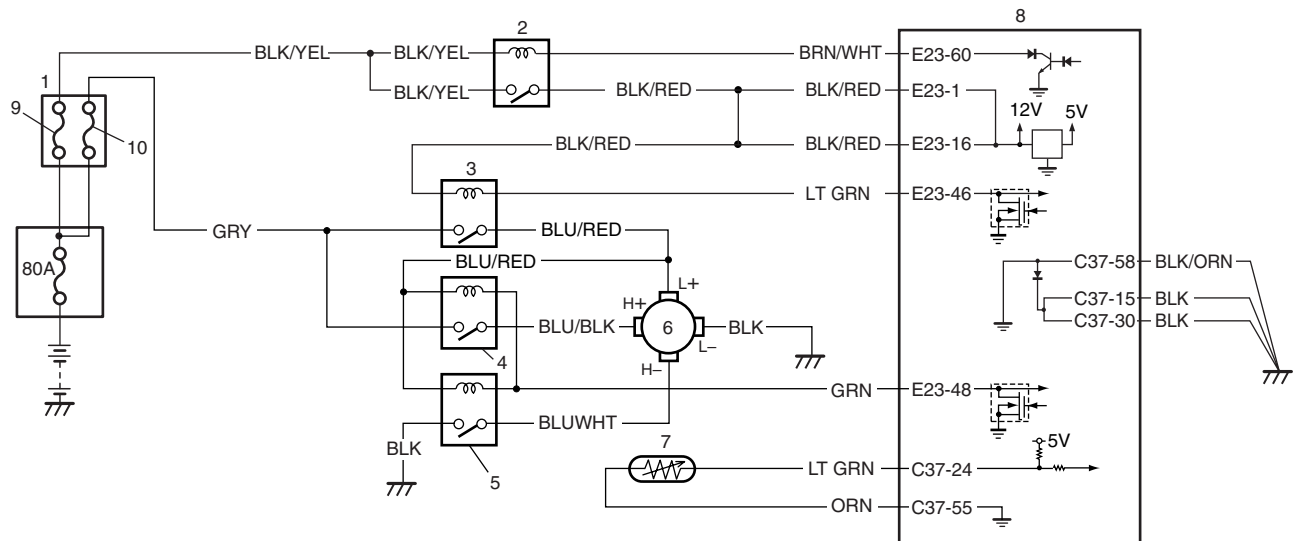 8
2
BLK/YEL BLK/YEL BRN/WHT E23-60
1
BLK/YEL BLK/RED BLK/RED E23-1
9
12V 5V
10
BLK/RED BLK/RED E23-16
3
LT GRN E23-46
GRY BLU/RED
80A
BLU/RED
C37-58 BLK/ORN
L+
H+
C37-15 BLK
BLU/BLK 6 BLK
C37-30 BLK
L–
4
H–
GRN E23-48
BLUWHT
BLK
7
5V
5
LT GRN C37-24
ORN C37-55